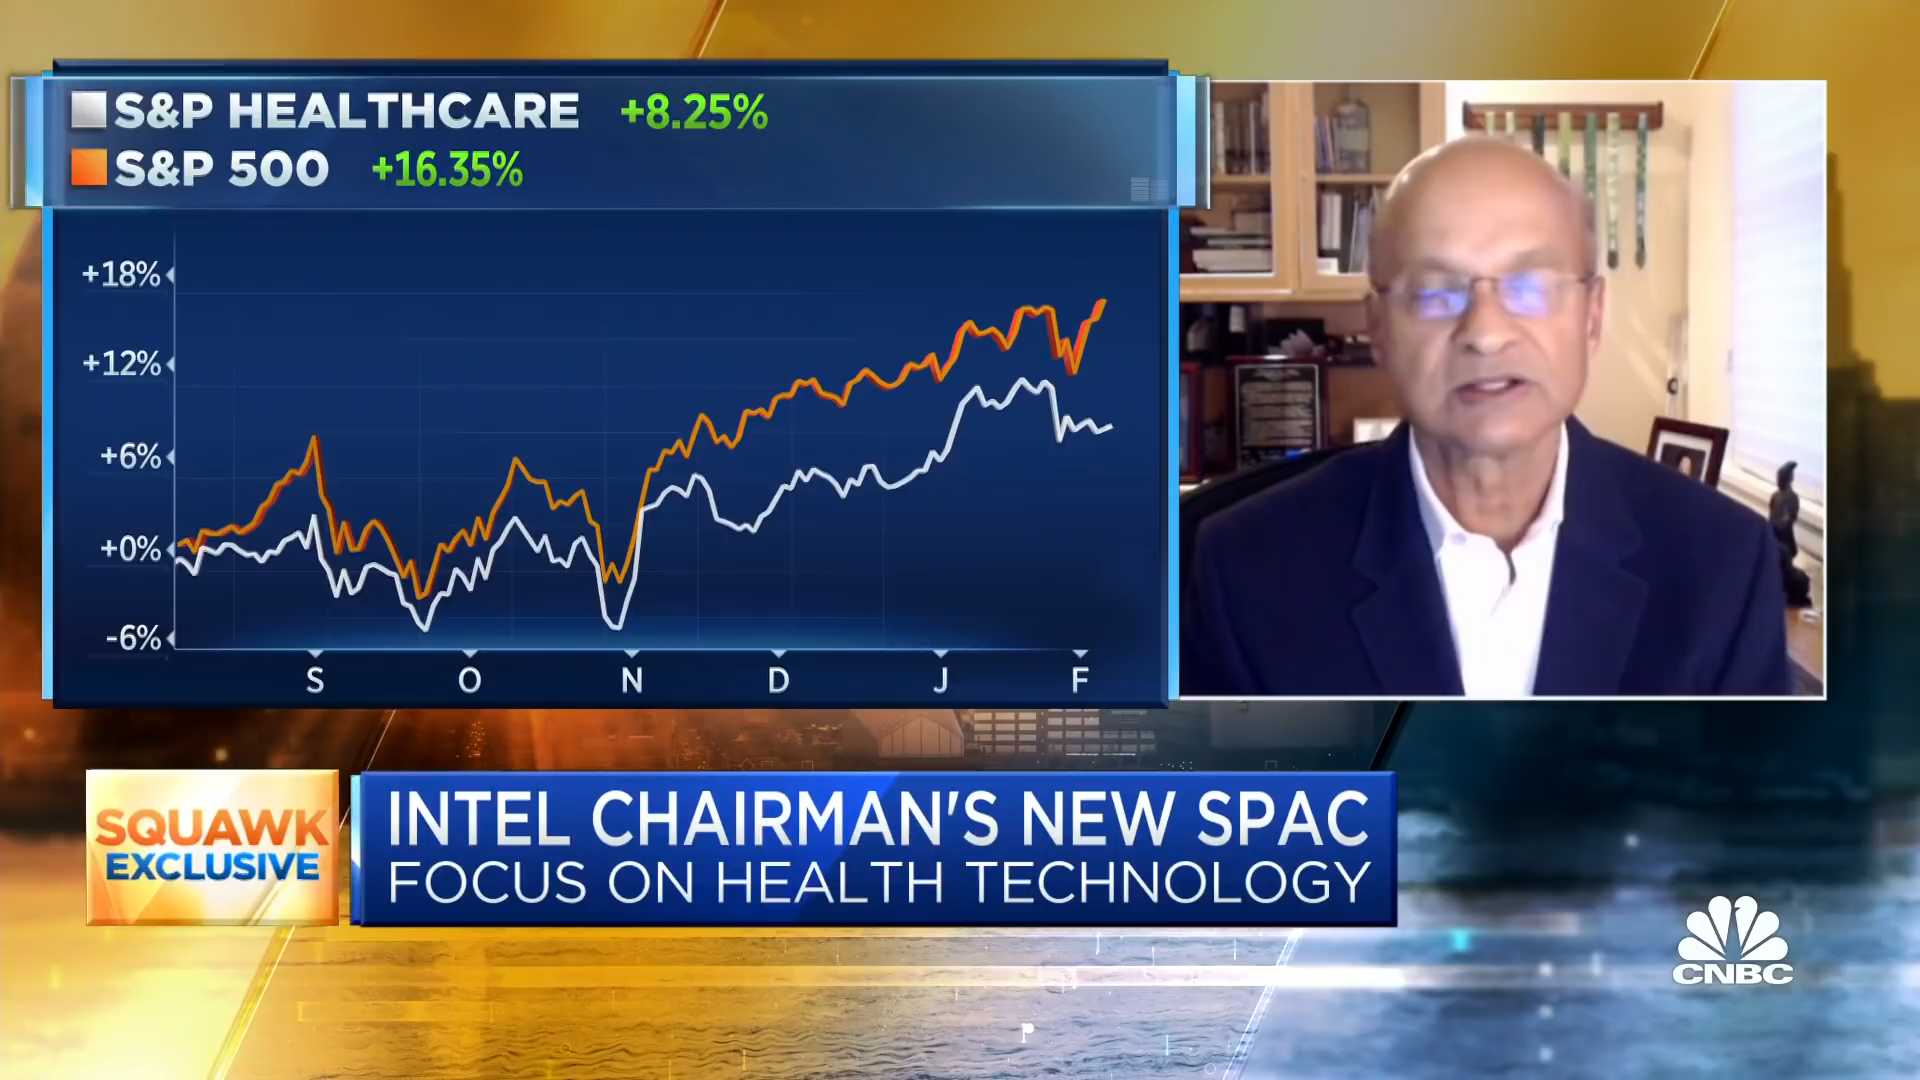 S&P HEALTHCARE +8.25%
S&P 500 +16.35%
+18%
+12%
+6%
+0%
-6%
S O N D J F
SQUAWK
EXCLUSIVE
INTEL CHAIRMAN'S NEW SPAC
FOCUS ON HEALTH TECHNOLOGY
CNBC